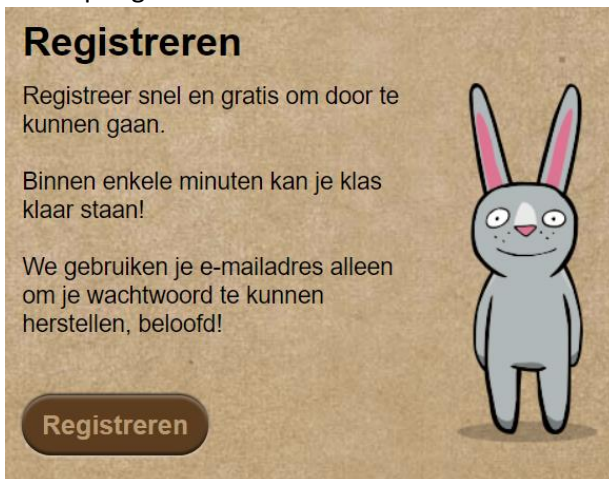 Registreren
Registreer snel en gratis om door te
kunnen gaan.
Binnen enkele minuten kan je klas
klaar staan!
We gebruiken je e-mailadres alleen
om je wachtwoord te kunnen
herstellen, beloofd!
Registreren